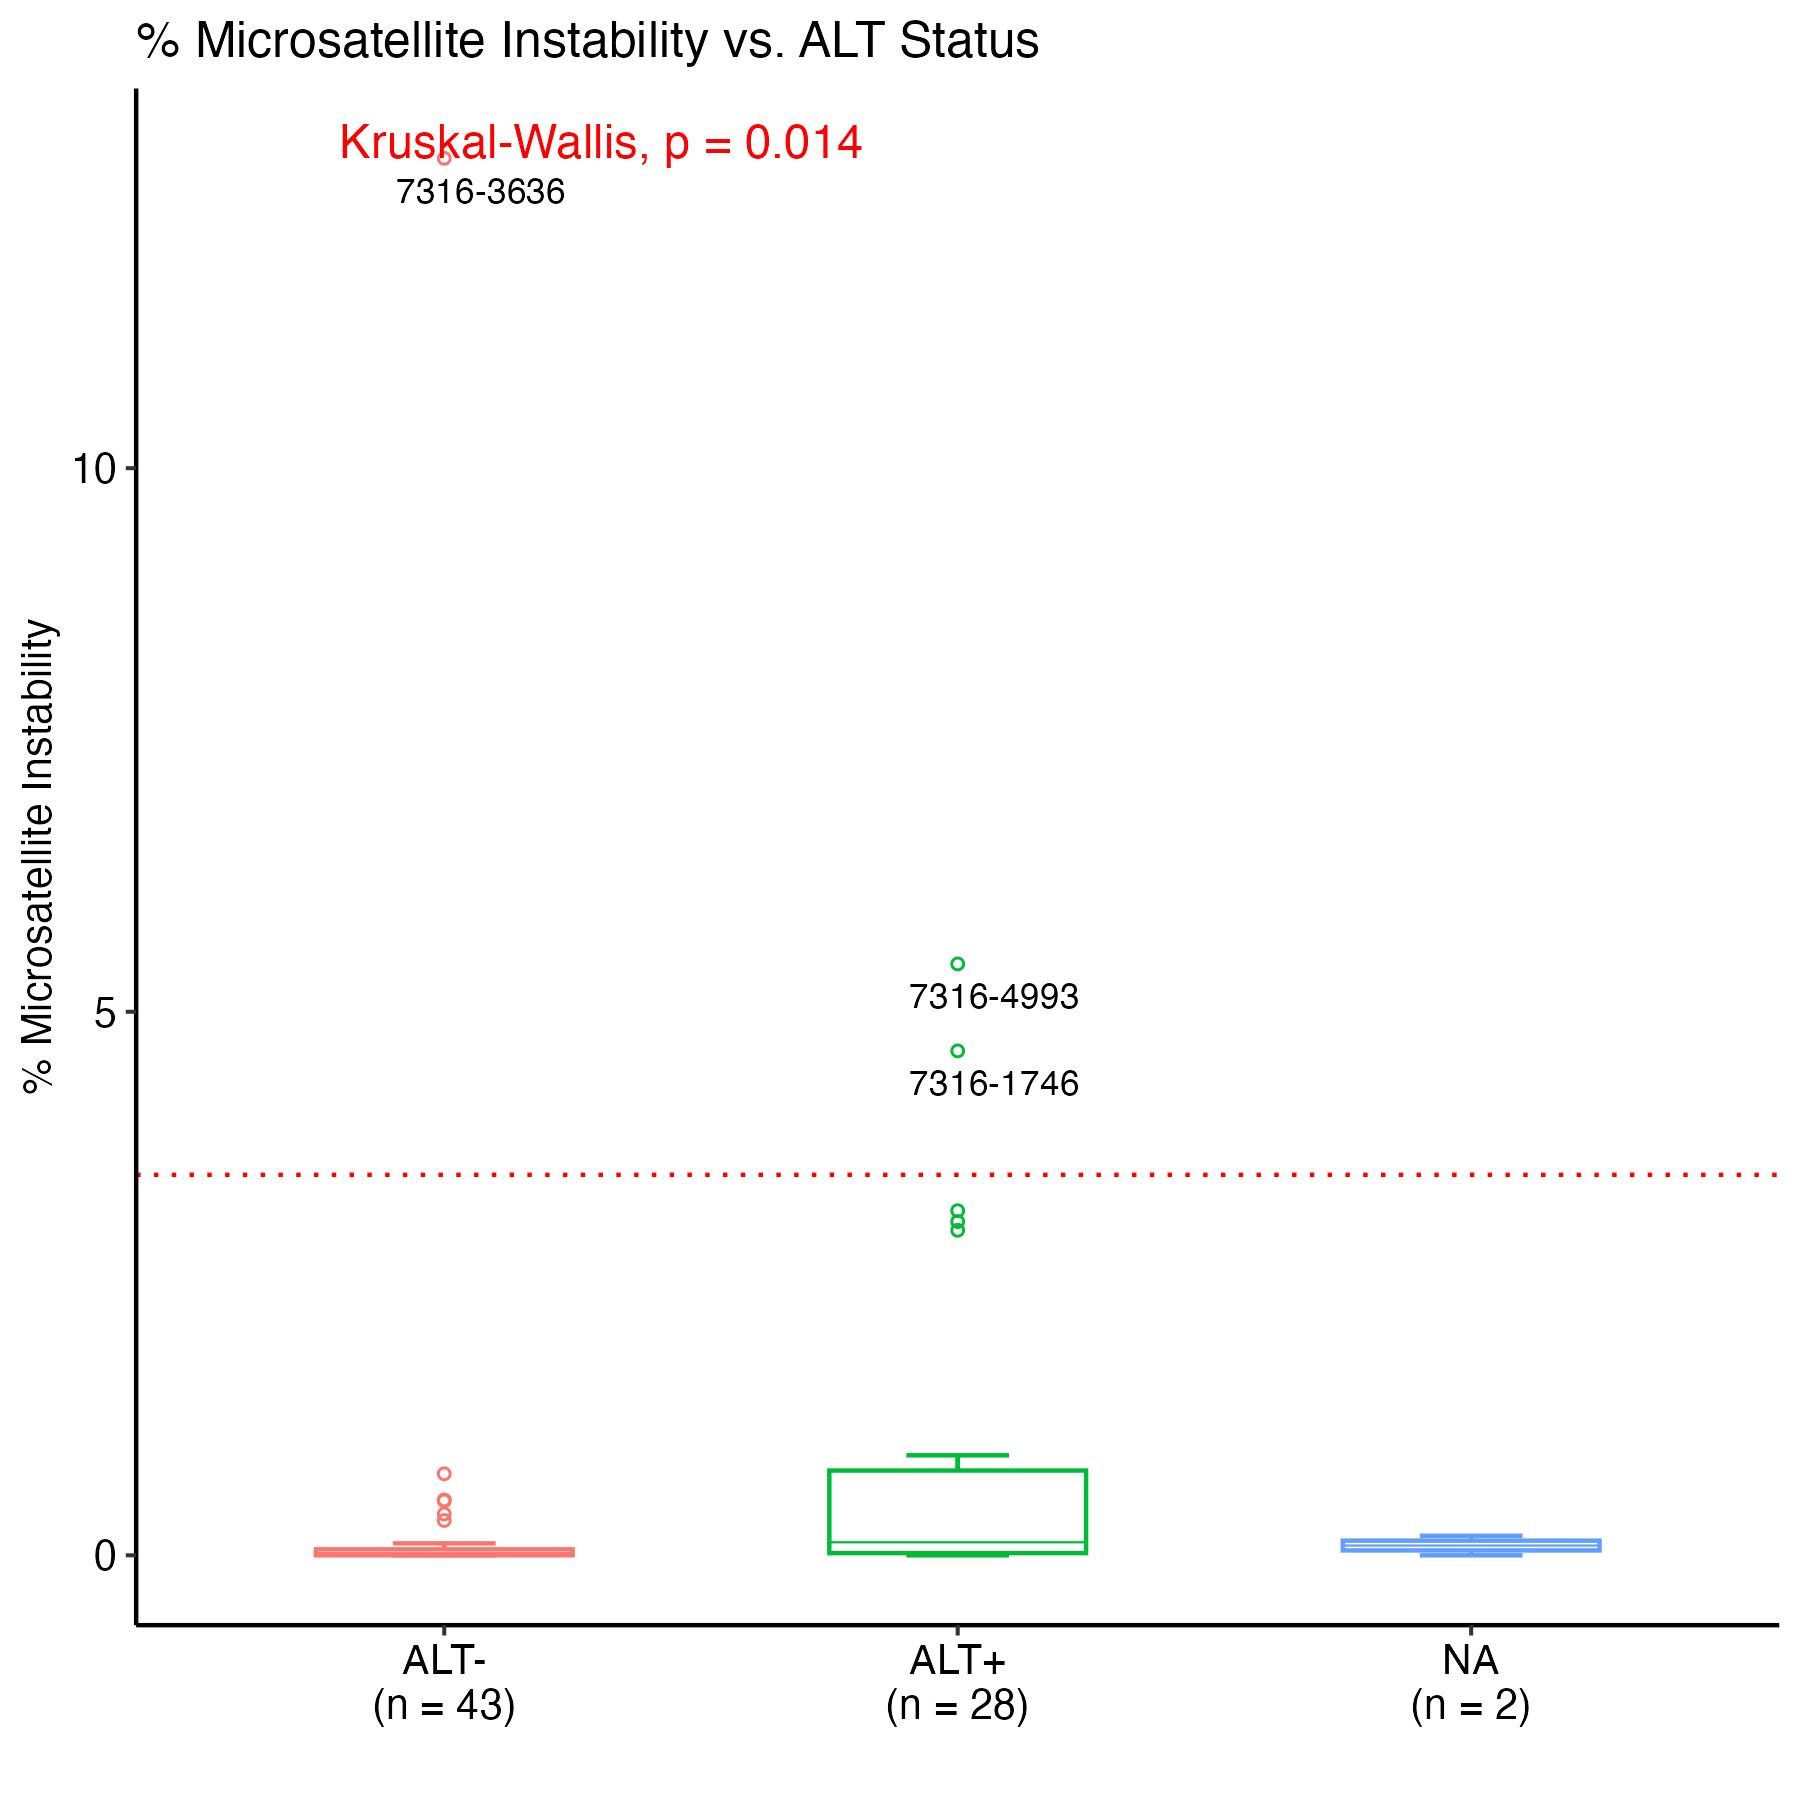 % Microsatellite Instability vs. ALT Status
Kruskal-Wallis, p = 0.014
7316-3636
10
% Microsatellite Instability
7316-4993
5
7316-1746
0
ALT-
(n = 43)
ALT+
(n = 28)
NA
(n = 2)